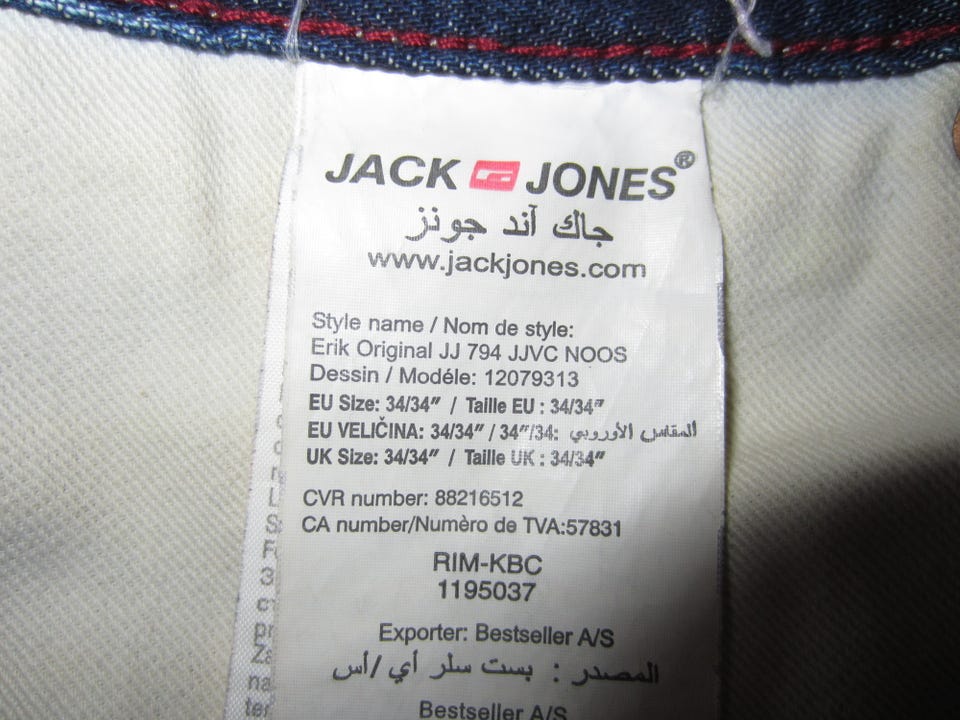 JACK JONES®
جاك آند جونز
www.jackjones.com
Style name / Nom de style:
Erik Original JJ 794 JJVC NOOS
Dessin / Modéle: 12079313
EU Size: 34/34" / Taille EU : 34/34"
EU VELIČINA: 34/34" / 34"/34: المقاس الأوروبي
UK Size: 34/34" / Taille UK : 34/34"
CVR number: 88216512
CA number/Numèro de TVA:57831
RIM-KBC
1195037
Exporter: Bestseller A/S
المصدر : بست سلر أي /أس
Bestseller A/S